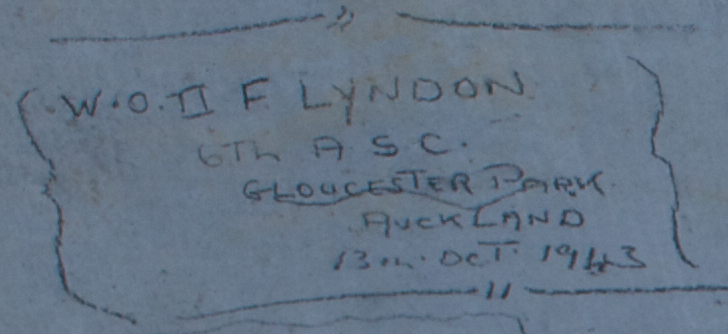 W.O.II F. LYNDON.
6Th A S C.
GLOUCESTER PARK.
AUCKLAND
13th. OCT. 1943